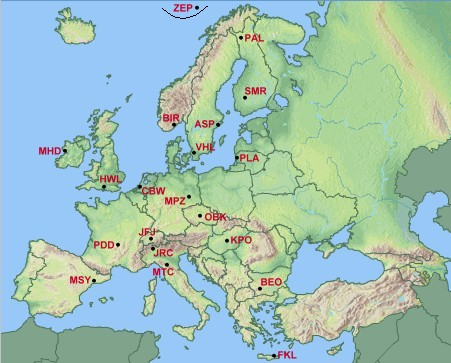 ZEP
PAL
SMR
BIR
ASP
VHL
MHD
PLA
HWL
CBW
MPZ
OBK
JFJ
KPO
PDD
JRC
MTC
MSY
BEO
FKL